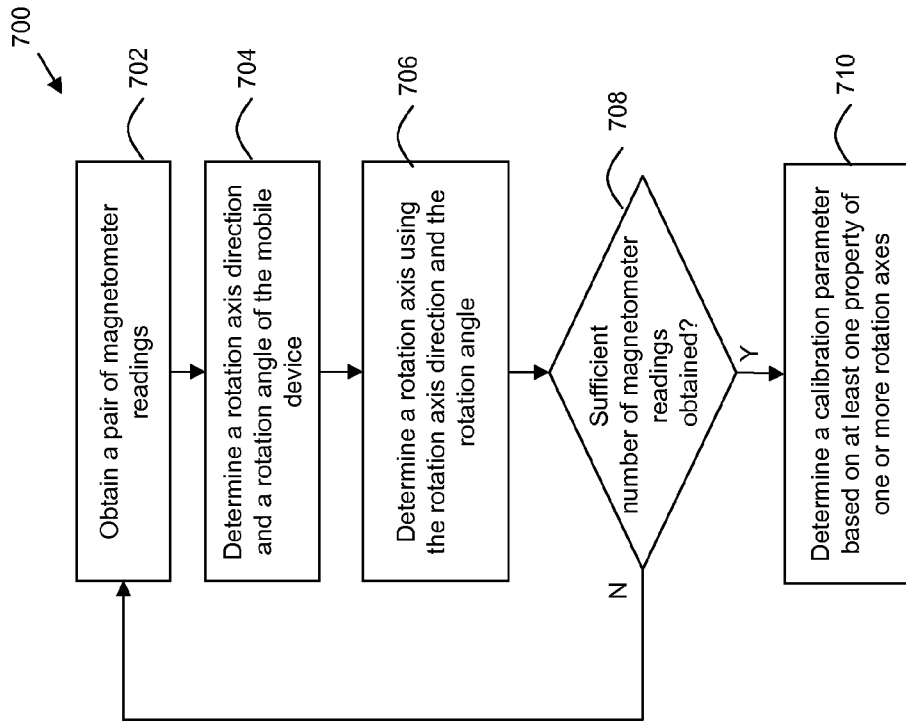 700
Obtain a pair of magnetometer
readings
702
Determine a rotation axis direction
and a rotation angle of the mobile
device
704
Determine a rotation axis using
the rotation axis direction and the
rotation angle
706
Sufficient
number of magnetometer
readings
obtained?
708
N
Y
Determine a calibration parameter
based on at least one property of
one or more rotation axes
710